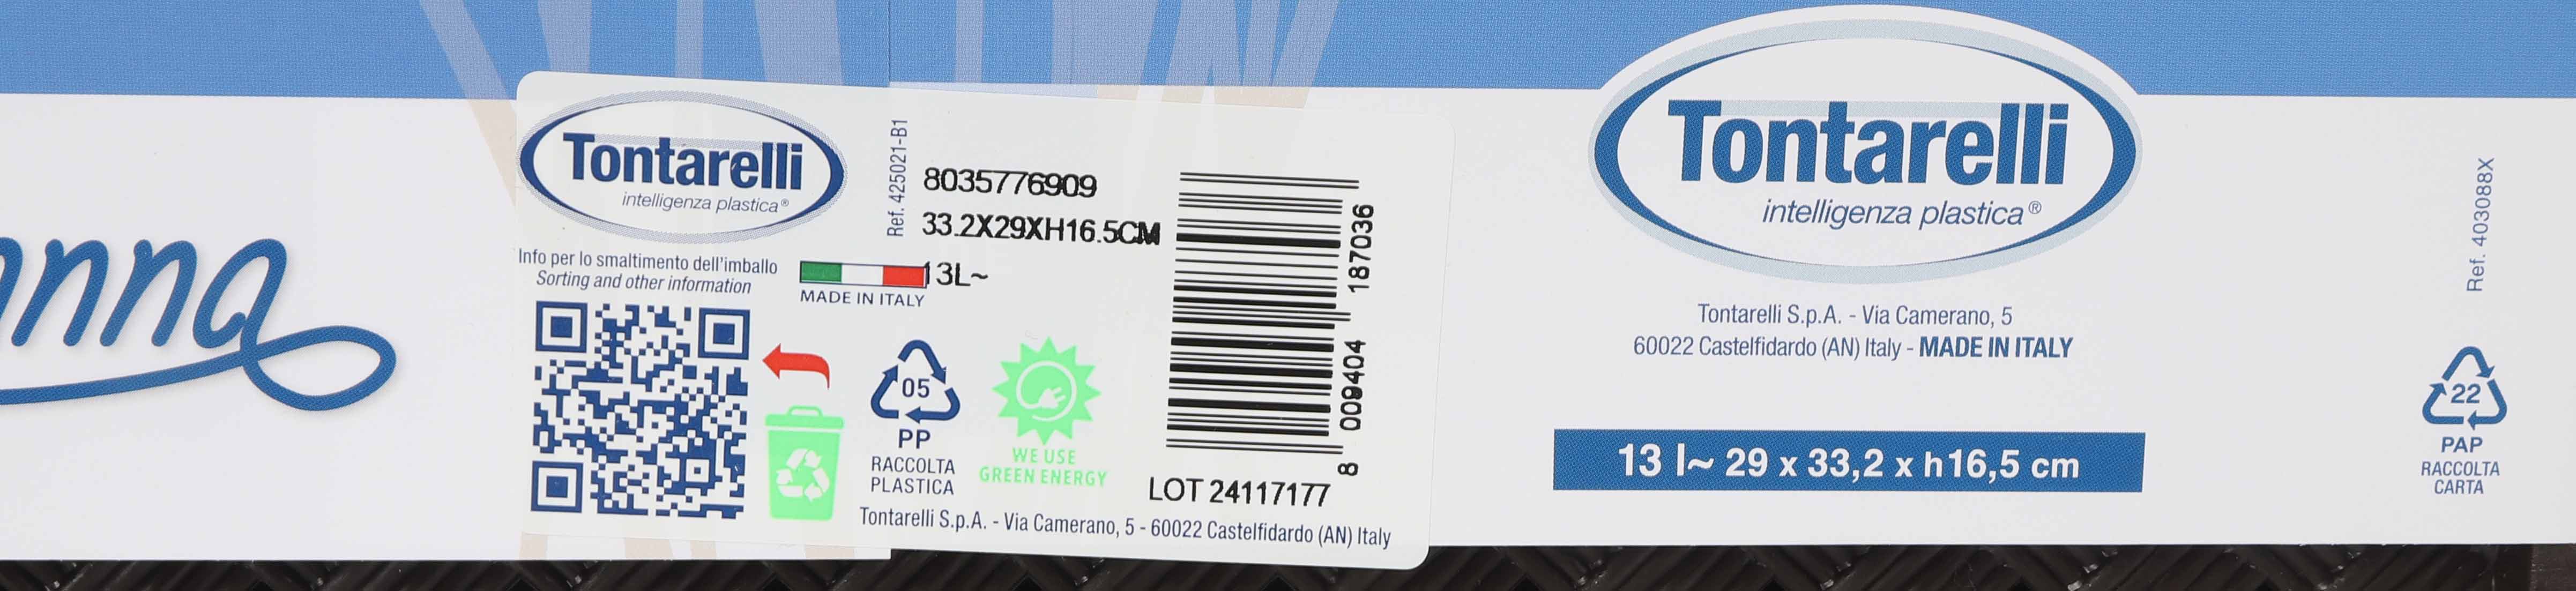 Tontarelli
intelligenza plastica®
Info per lo smaltimento dell'imballo
Sorting and other information
Ref. 425021-B1
8035776909
33.2X29XH16.5CM
13L~
MADE IN ITALY
05
PP
RACCOLTA
PLASTICA
WE USE
GREEN ENERGY
8 009404 187036
LOT 24117177
Tontarelli S.p.A. - Via Camerano, 5 - 60022 Castelfidardo (AN) Italy
Tontarelli
intelligenza plastica®
Tontarelli S.p.A. - Via Camerano, 5
60022 Castelfidardo (AN) Italy - MADE IN ITALY
13 l~ 29 x 33,2 x h16,5 cm
Ref. 403088X
22
PAP
RACCOLTA
CARTA